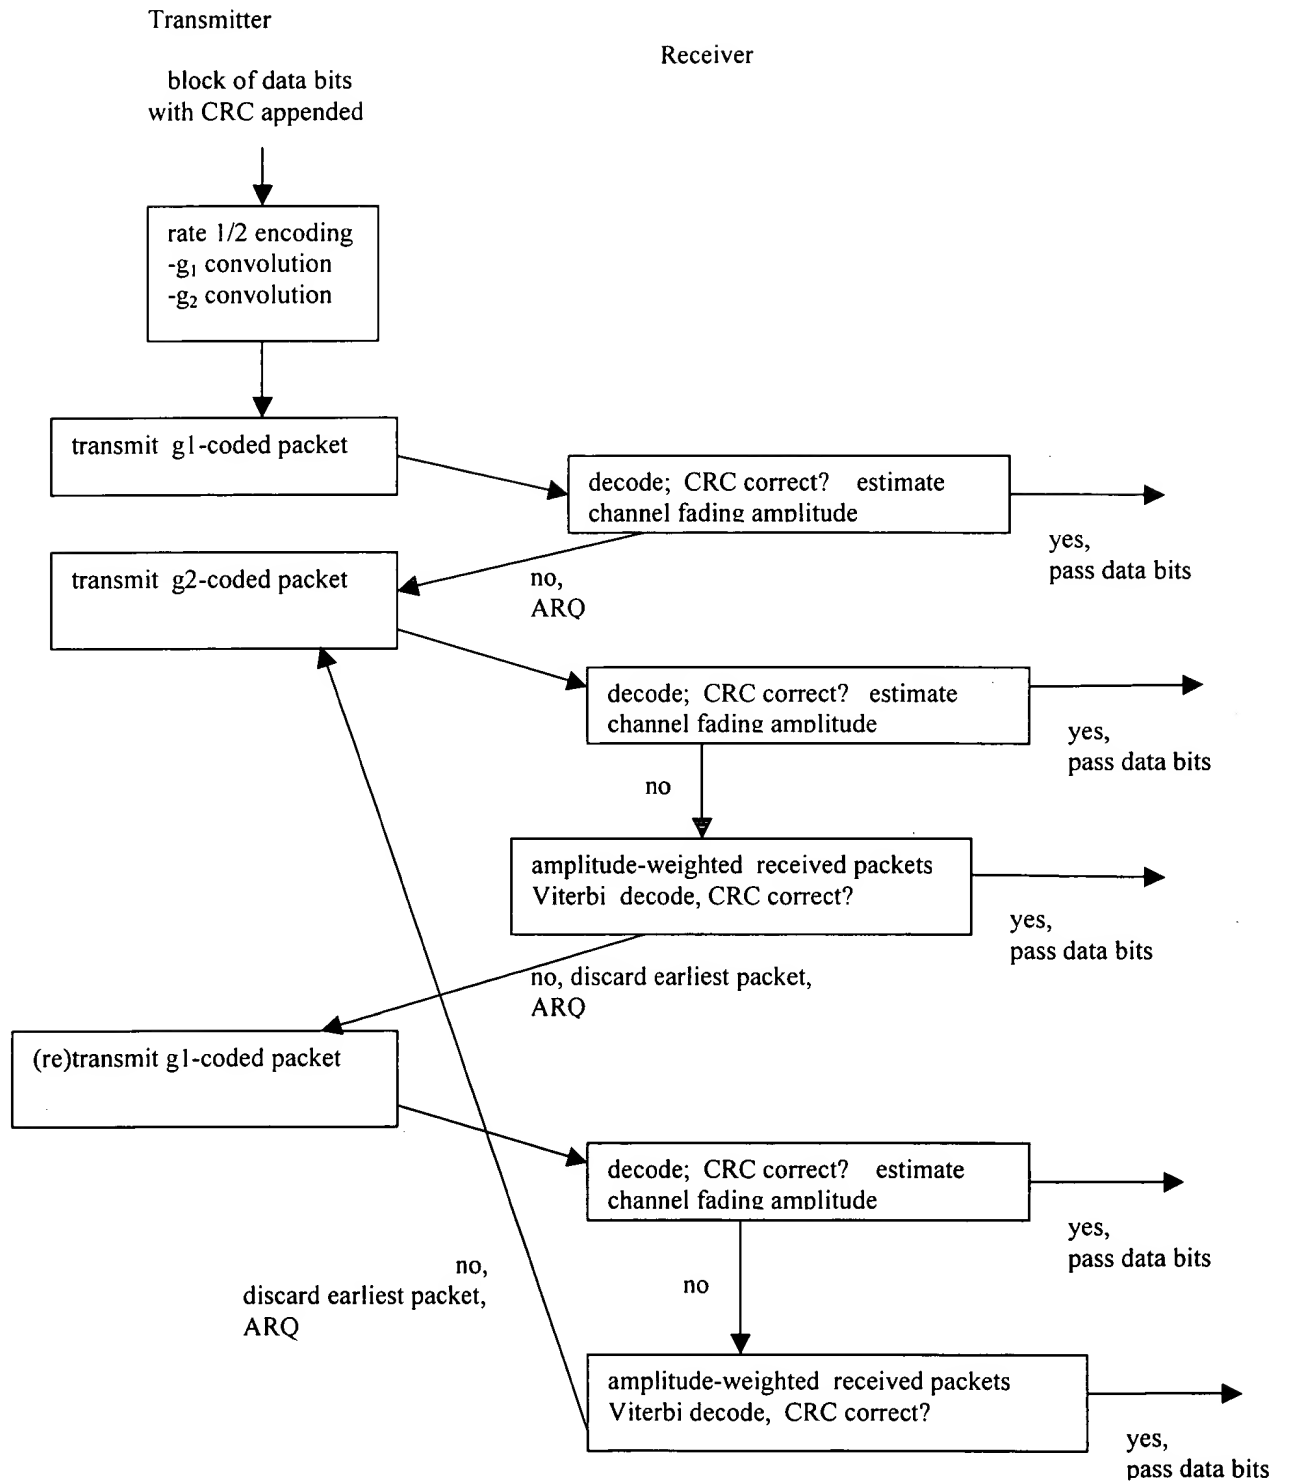 Transmitter
Receiver
block of data bits
with CRC appended
rate 1/2 encoding
-g₁ convolution
-g₂ convolution
transmit g1-coded packet
decode; CRC correct? estimate
channel fading amplitude
yes,
pass data bits
transmit g2-coded packet
no,
ARQ
decode; CRC correct? estimate
channel fading amplitude
yes,
pass data bits
no
amplitude-weighted received packets
Viterbi decode, CRC correct?
yes,
pass data bits
no, discard earliest packet,
ARQ
(re)transmit g1-coded packet
decode; CRC correct? estimate
channel fading amplitude
yes,
pass data bits
no,
discard earliest packet,
ARQ
no
amplitude-weighted received packets
Viterbi decode, CRC correct?
yes,
pass data bits